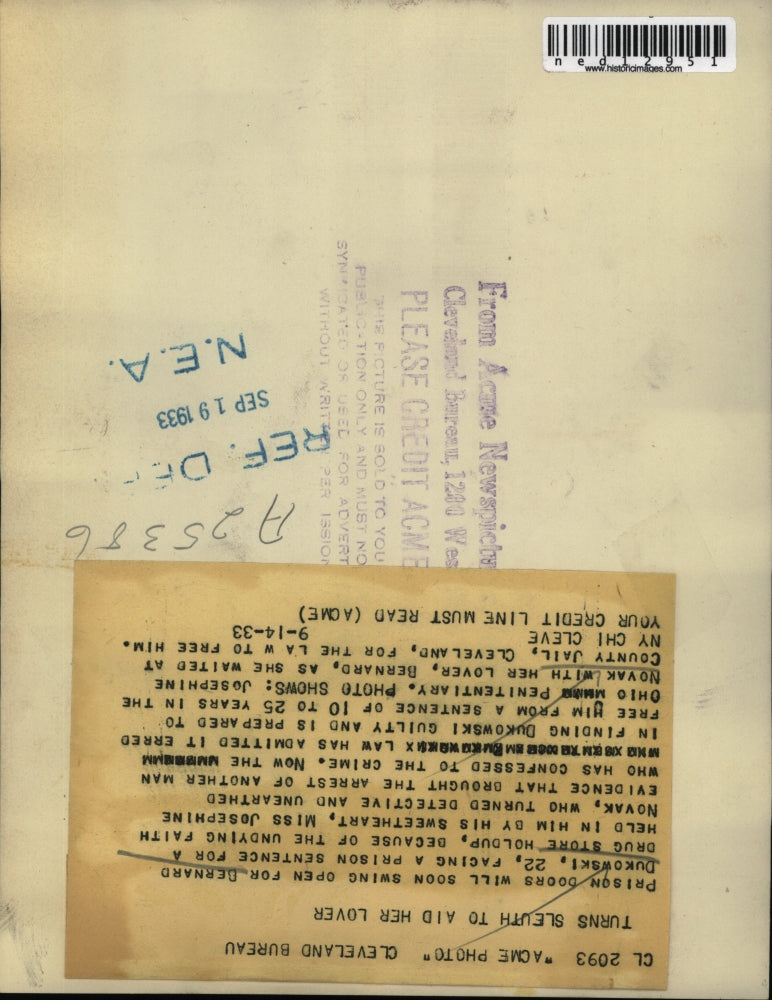 ned12951
www.historicimages.com
From Acme Newspictu
Cleveland Bureau, 1200 Wes
PLEASE CREDIT ACME
THIS PICTURE IS SOLD TO YOU
PUBLICATION ONLY AND MUST NO
SYNDICATED OR USED FOR ADVERT
WITHOUT WRITTEN PERMISSION
N.E.A.
SEP 19 1933
REF. DE
A25386
CL 2093 "ACME PHOTO" CLEVELAND BUREAU
TURNS SLEUTH TO AID HER LOVER
PRISON DOORS WILL SOON SWING OPEN FOR BERNARD
DUKOWSKI, 22, FACING A PRISON SENTENCE FOR A
DRUG STORE HOLDUP, BECAUSE OF THE UNDYING FAITH
HELD IN HIM BY HIS SWEETHEART, MISS JOSEPHINE
NOVAK, WHO TURNED DETECTIVE AND UNEARTHED
EVIDENCE THAT BROUGHT THE ARREST OF ANOTHER MAN
WHO HAS CONFESSED TO THE CRIME. NOW THE
LAW HAS ADMITTED IT ERRED
IN FINDING DUKOWSKI GUILTY AND IS PREPARED TO
FREE HIM FROM A SENTENCE OF 10 TO 25 YEARS IN THE
OHIO PENITENTIARY. PHOTO SHOWS: JOSEPHINE
NOVAK WITH HER LOVER, BERNARD, AS SHE WAITED AT
COUNTY JAIL, CLEVELAND, FOR THE LAW TO FREE HIM.
NY CHI CLEVE 9-14-33
YOUR CREDIT LINE MUST READ (ACME)